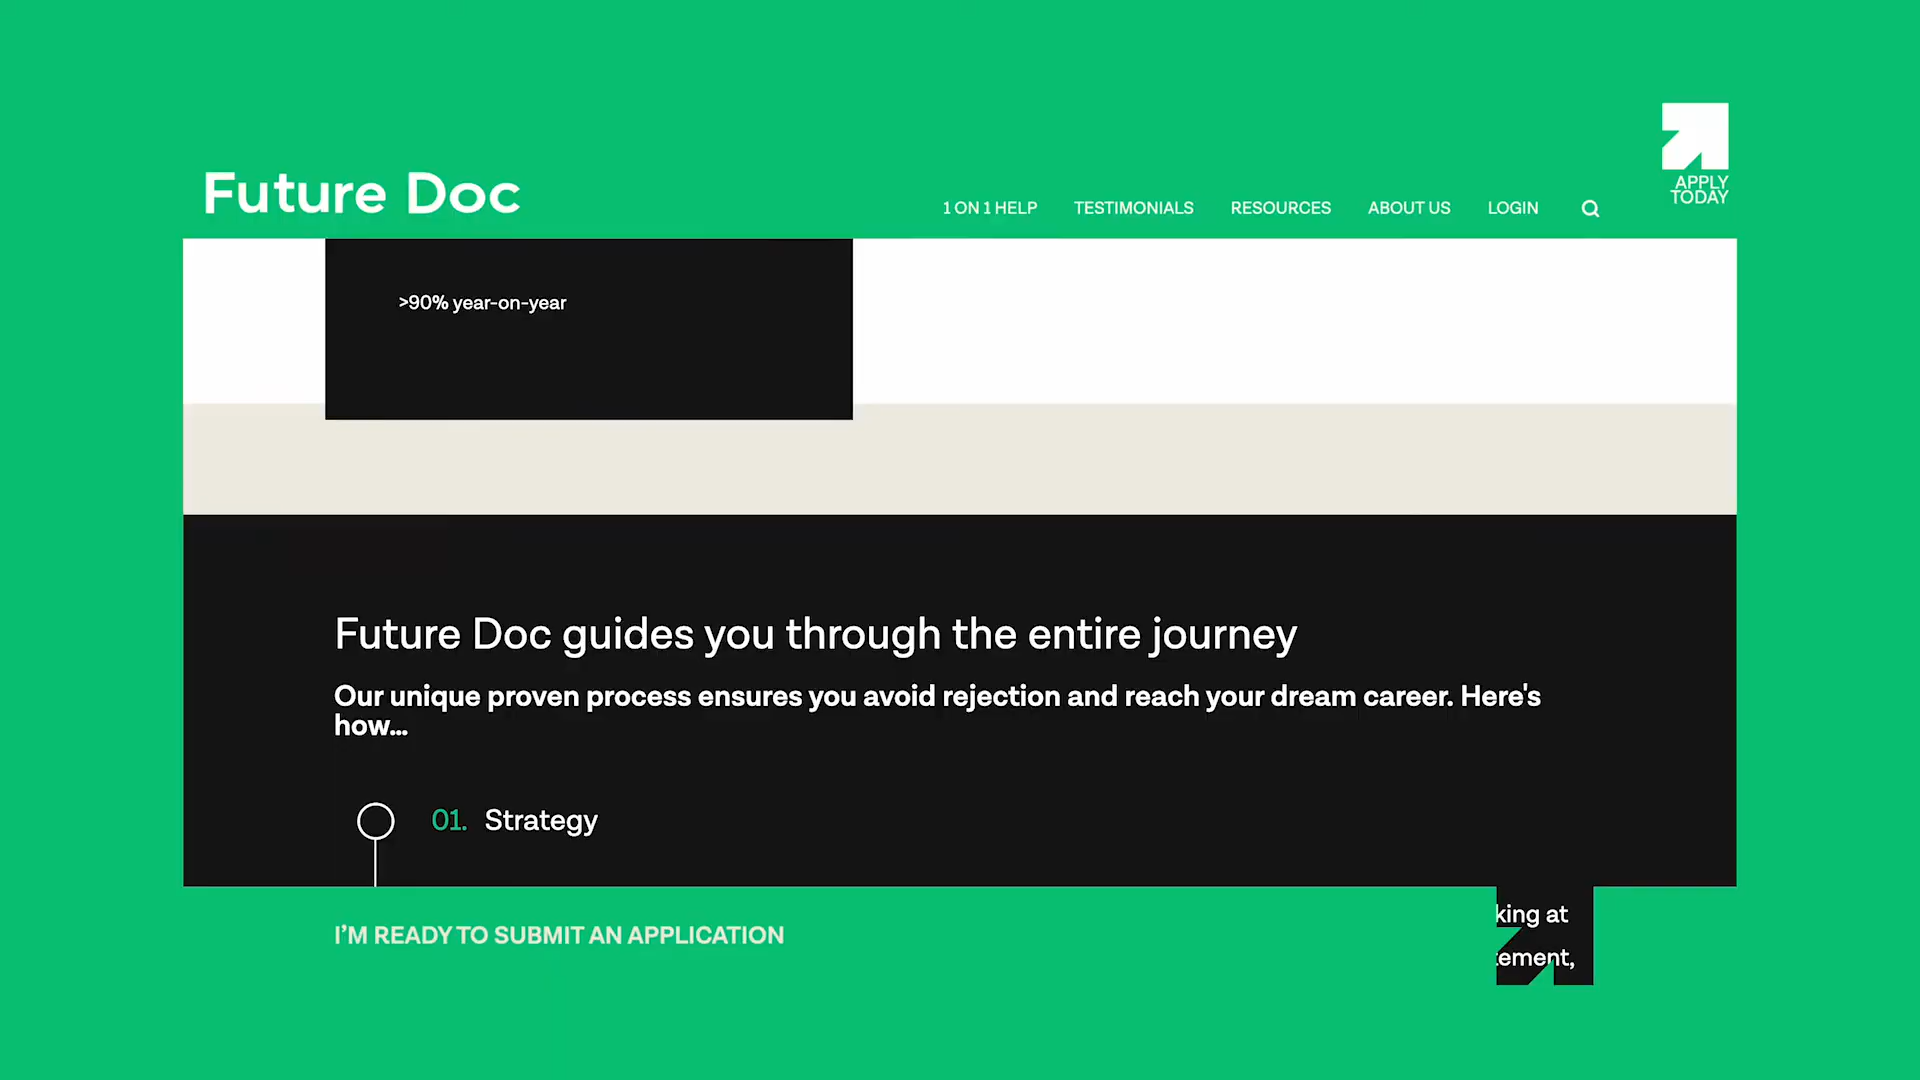 Future Doc
1 ON 1 HELP
TESTIMONIALS
RESOURCES
ABOUT US
LOGIN
APPLY
TODAY
>90% year-on-year
Future Doc guides you through the entire journey
Our unique proven process ensures you avoid rejection and reach your dream career. Here's
how...
01. Strategy
I’M READY TO SUBMIT AN APPLICATION
king at
tement,